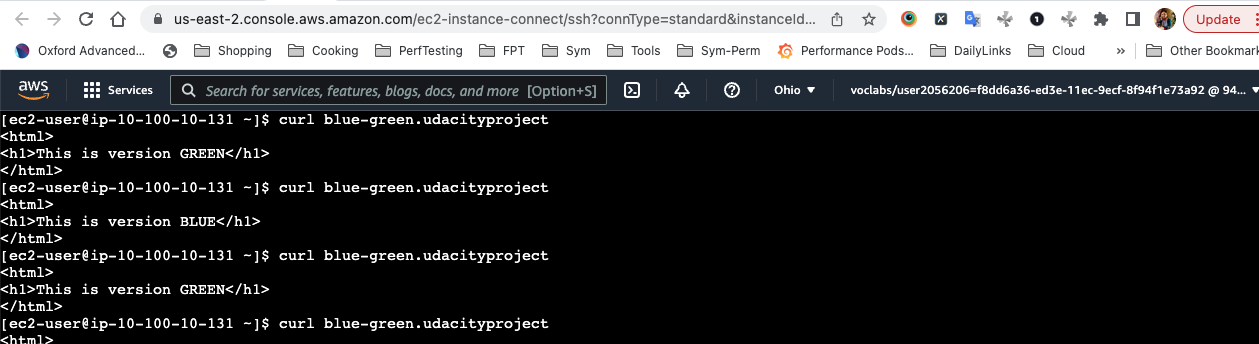 us-east-2.console.aws.amazon.com/ec2-instance-connect/ssh?connType=standard&instanceId... Update
Oxford Advanced... Shopping Cooking PerfTesting FPT Sym Tools Sym-Perm Performance Pods... DailyLinks Cloud » Other Bookmark
aws Services Search for services, features, blogs, docs, and more [Option+S] Ohio voclabs/user2056206=f8dd6a36-ed3e-11ec-9ecf-8f94f1e73a92 @ 94...
[ec2-user@ip-10-100-10-131 ~]$ curl blue-green.udacityproject
<html>
<h1>This is version GREEN</h1>
</html>
[ec2-user@ip-10-100-10-131 ~]$ curl blue-green.udacityproject
<html>
<h1>This is version BLUE</h1>
</html>
[ec2-user@ip-10-100-10-131 ~]$ curl blue-green.udacityproject
<html>
<h1>This is version GREEN</h1>
</html>
[ec2-user@ip-10-100-10-131 ~]$ curl blue-green.udacityproject
<html>